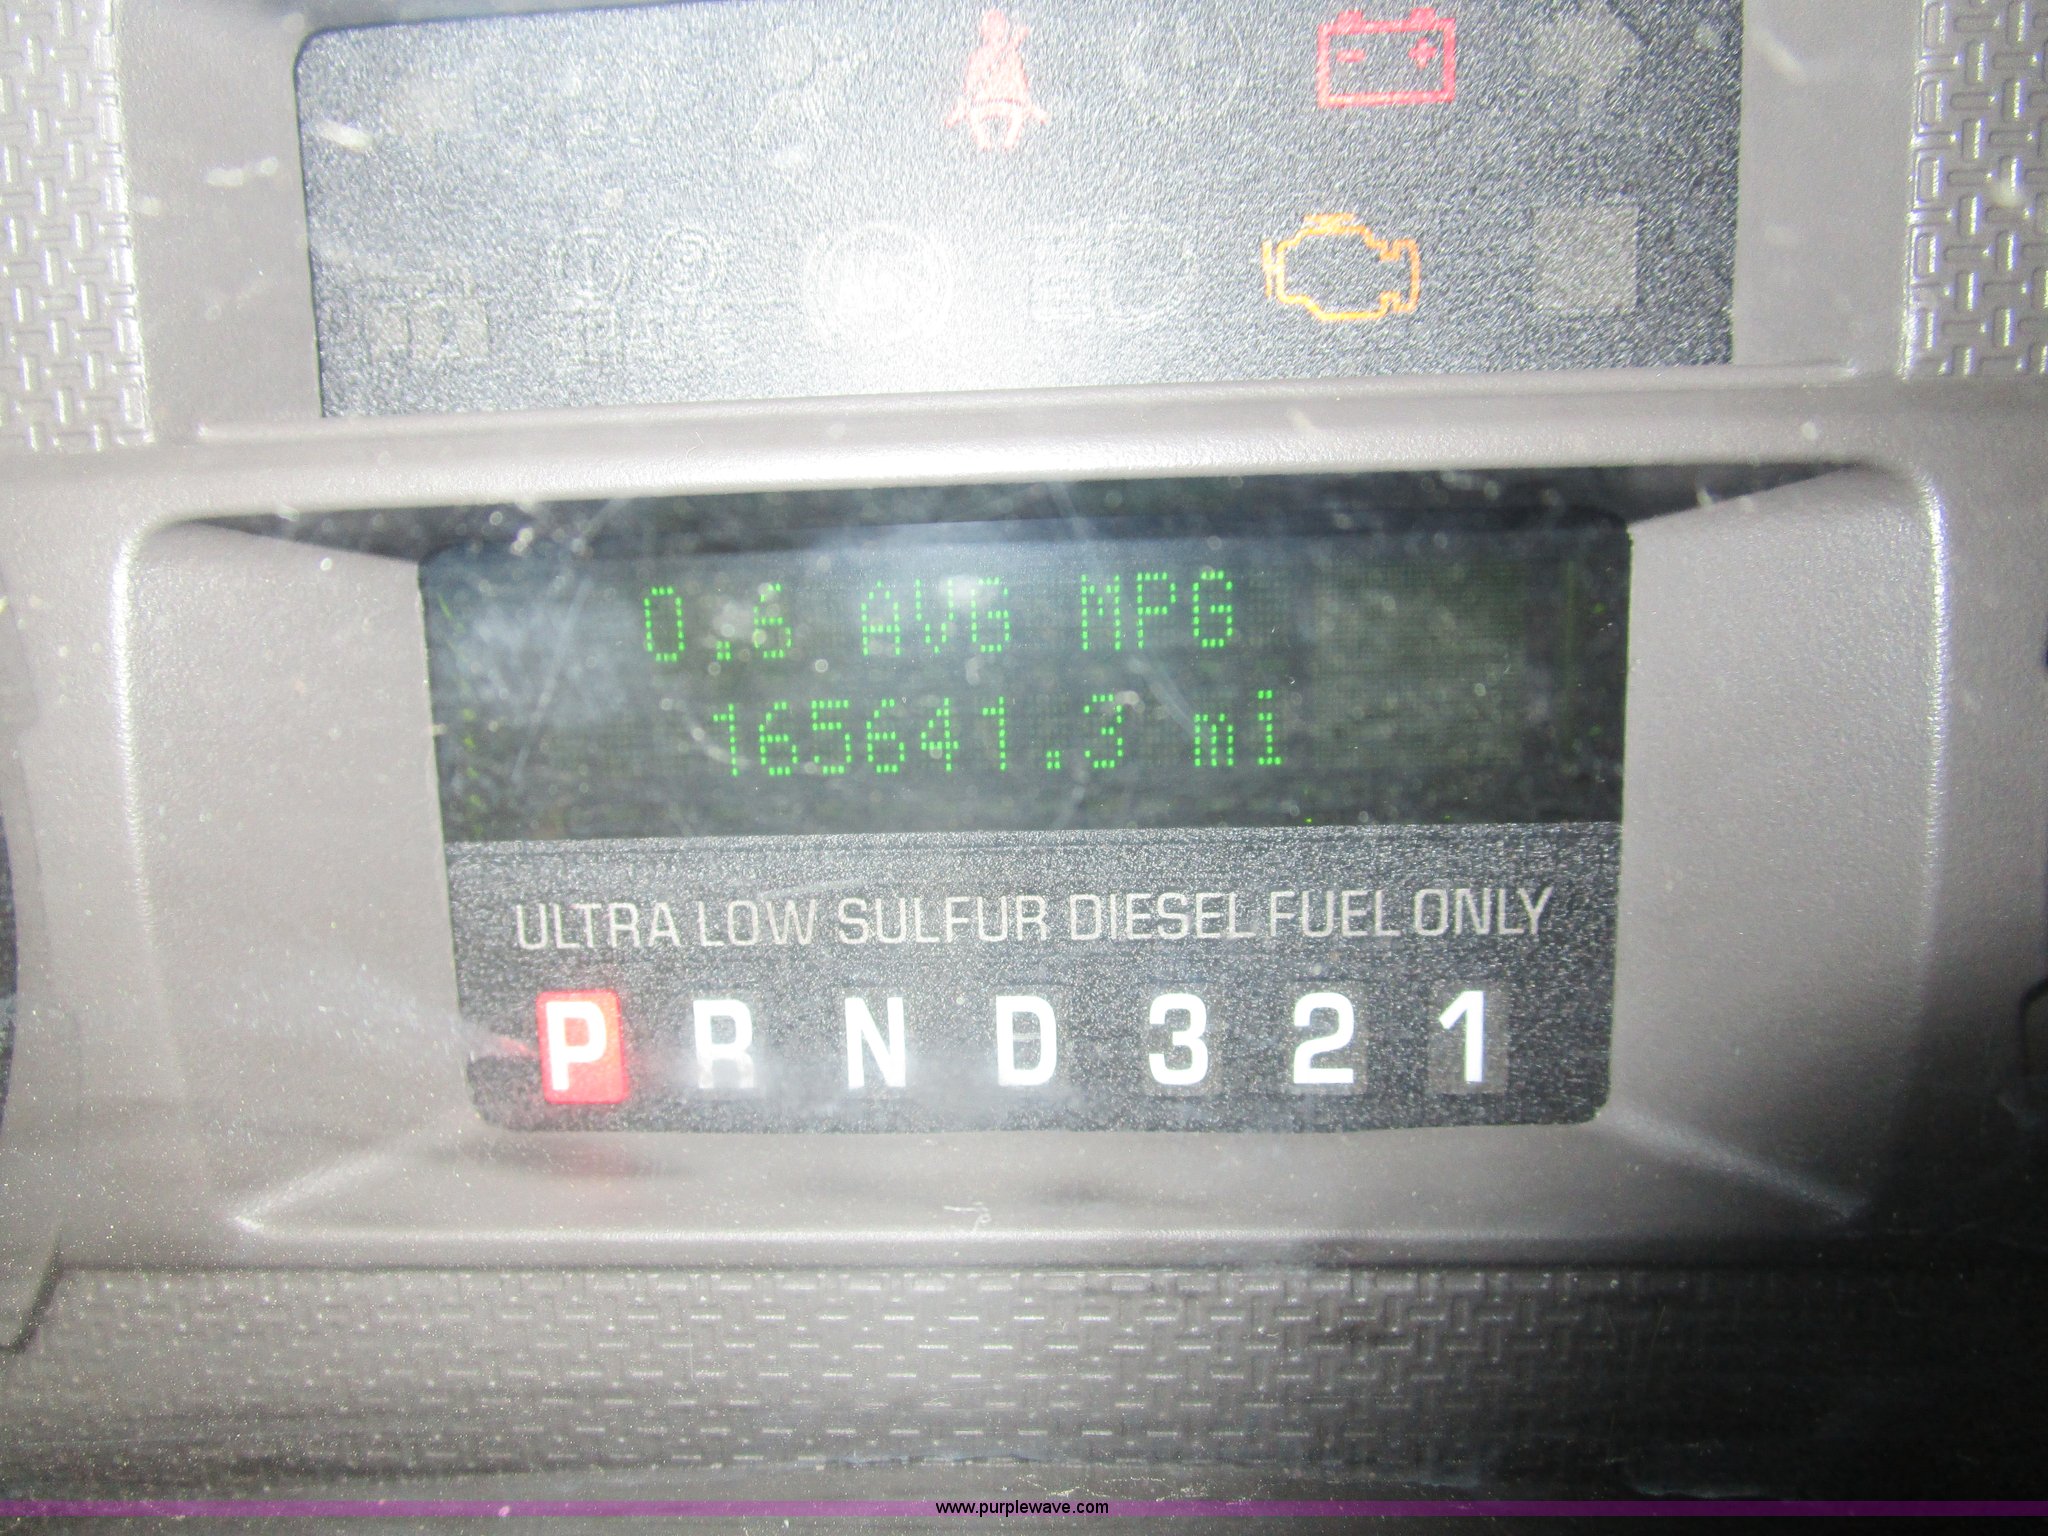 0.6 AVG MPG
165641.3 mi
ULTRA LOW SULFUR DIESEL FUEL ONLY
P R N D 3 2 1
www.purplewave.com